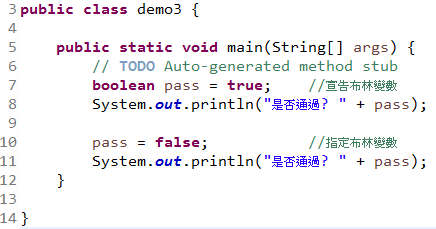 3 public class demo3 {
4
5     public static void main(String[] args) {
6         // TODO Auto-generated method stub
7         boolean pass = true;    //宣告布林變數
8         System.out.println("是否通過? " + pass);
9
10         pass = false;           //指定布林變數
11         System.out.println("是否通過? " + pass);
12     }
13
14 }